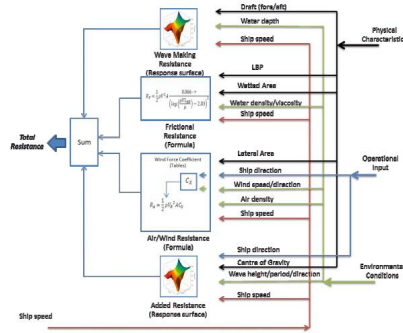 Draft (fore/aft)
Water depth
Ship speed
Wave Making
Resistance
(Response surface)
Physical
Characteristic
LBP
Wetted Area
Water density/viscosity
Ship speed
Frictional
Resistance
(Formula)
Total
Resistance
Sum
Wind Force Coefficient
(Tables)
Lateral Area
Ship direction
Wind speed/direction
Air density
Ship speed
Operational
Input
Air/Wind Resistance
(Formula)
Ship direction
Centre of Gravity
Wave height/period/direction
Ship speed
Environmental
Conditions
Added Resistance
(Response surface)
Ship speed